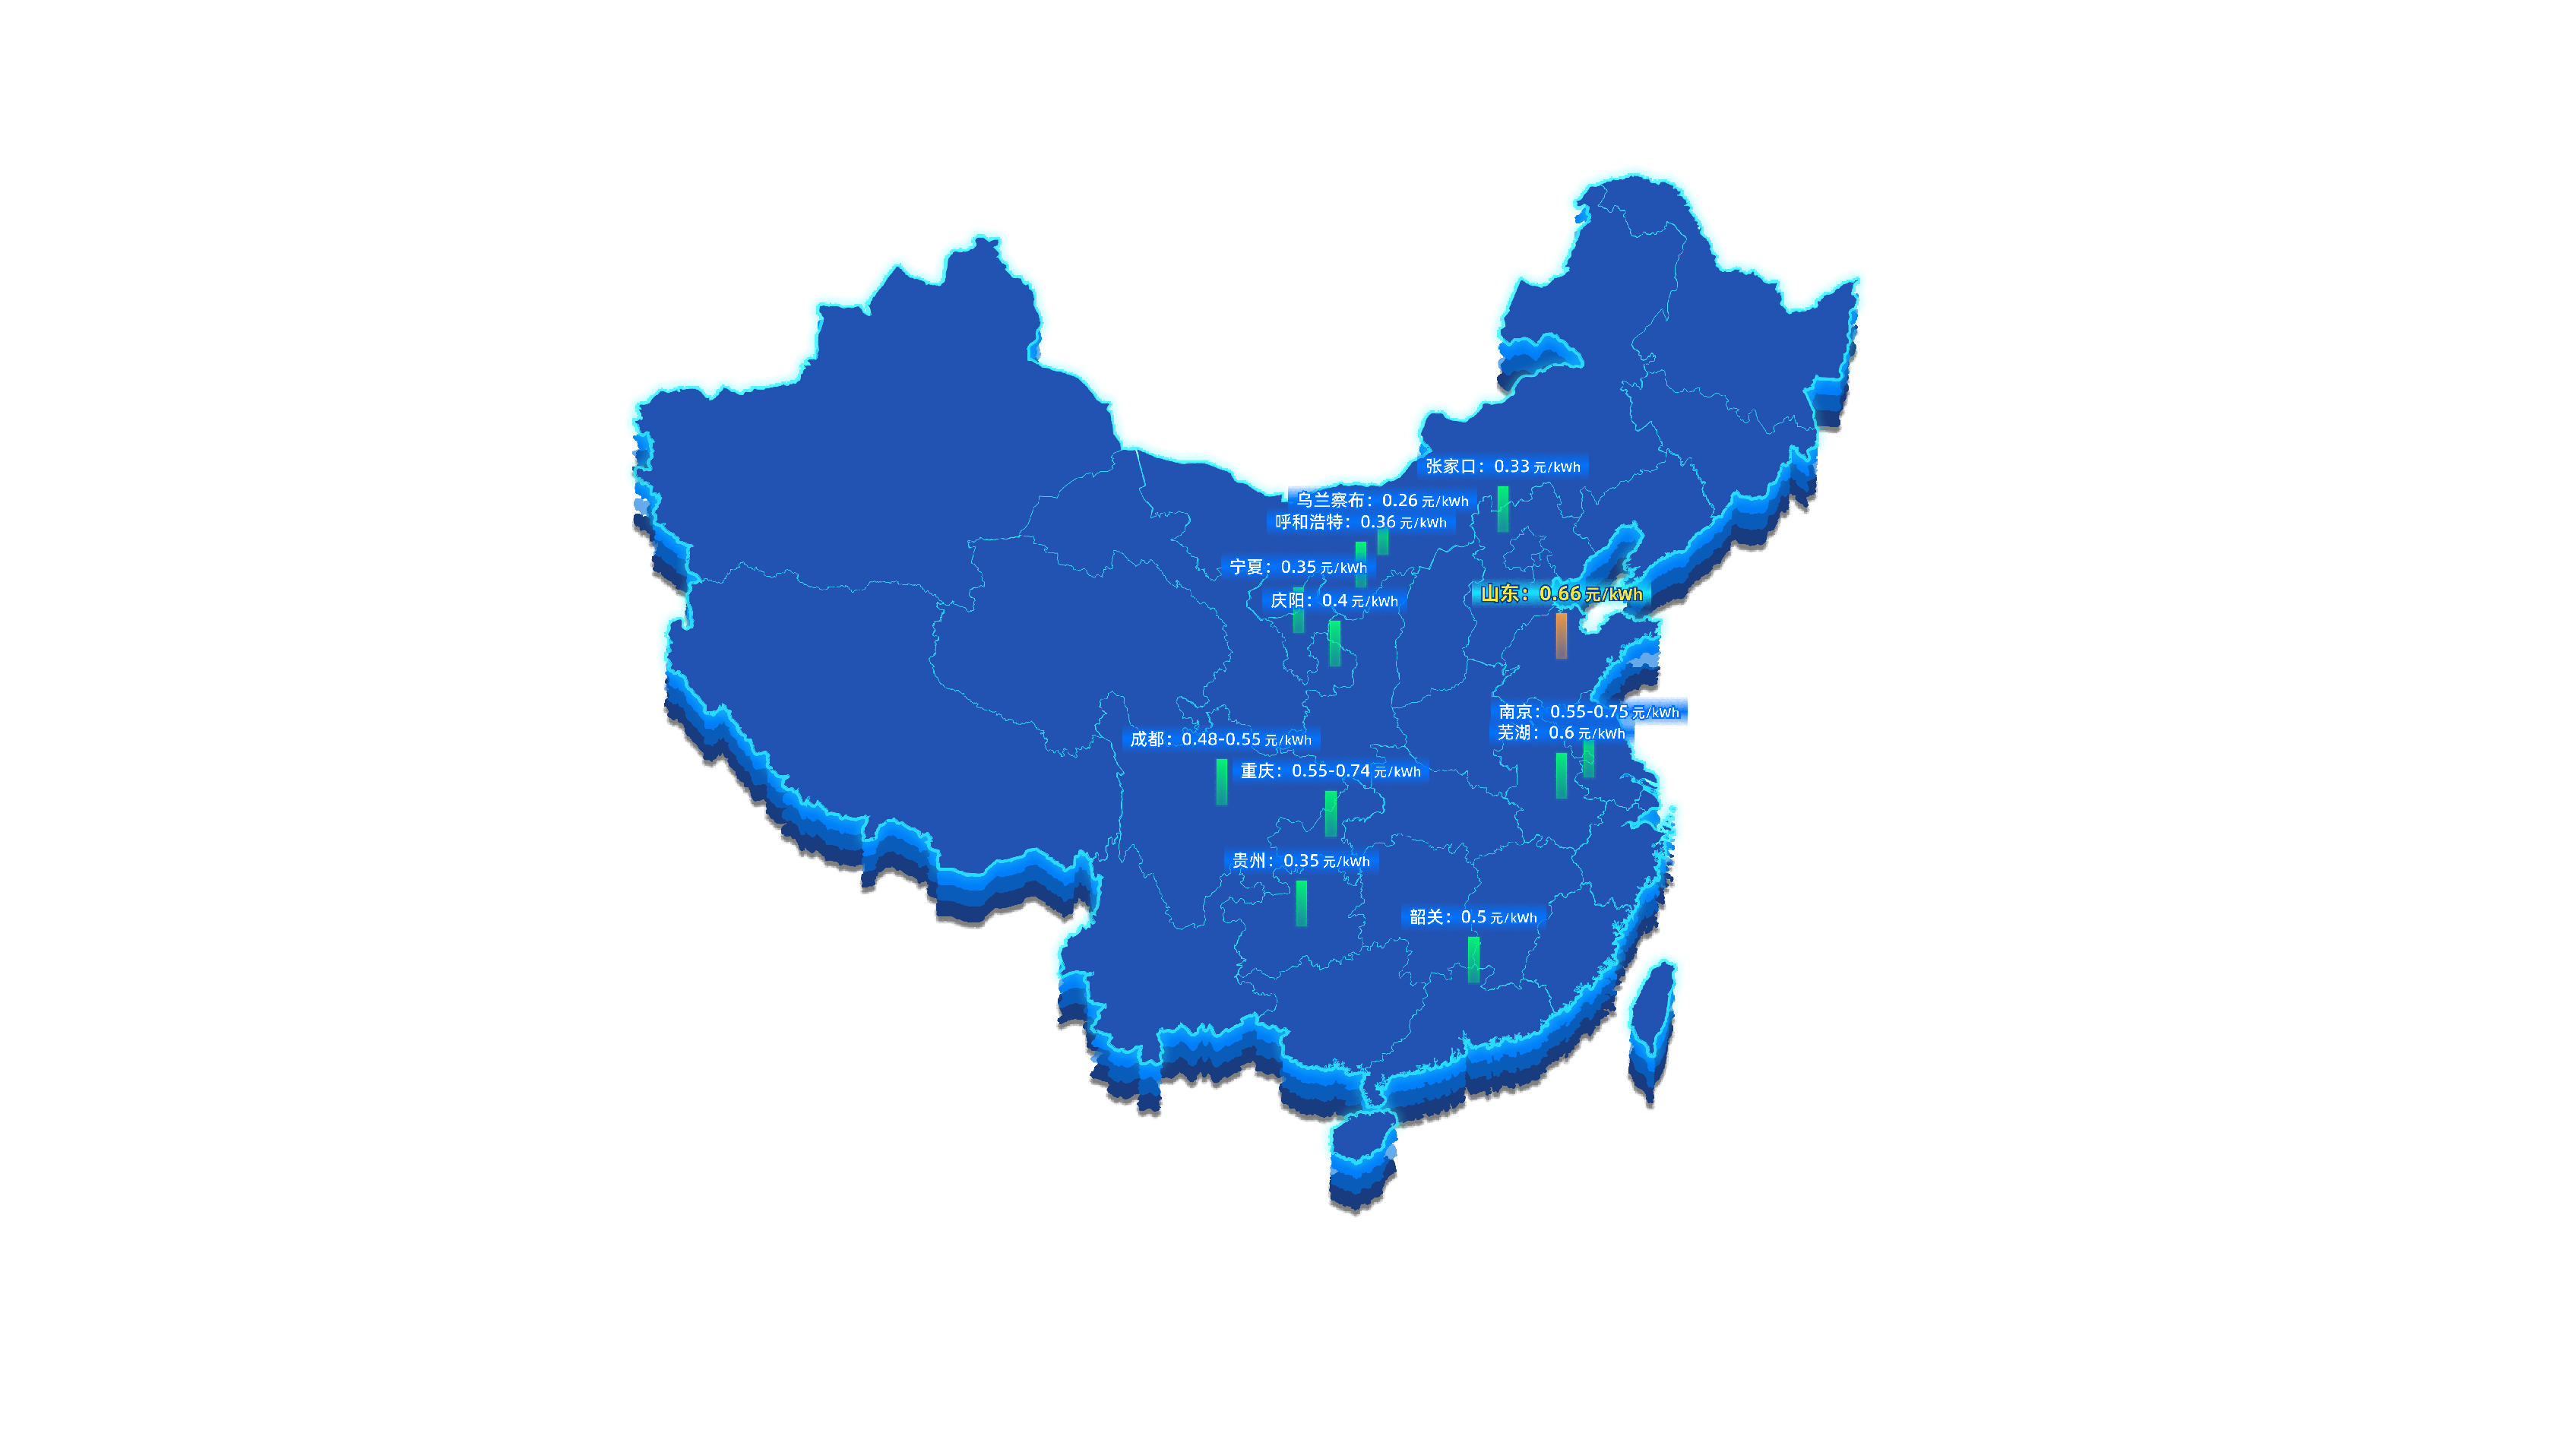 张家口：0.33 元/kWh
乌兰察布：0.26 元/kWh
呼和浩特：0.36 元/kWh
宁夏：0.35 元/kWh
庆阳：0.4 元/kWh
山东：0.66 元/kWh
南京：0.55-0.75 元/kWh
芜湖：0.6 元/kWh
成都：0.48-0.55 元/kWh
重庆：0.55-0.74 元/kWh
贵州：0.35 元/kWh
韶关：0.5 元/kWh